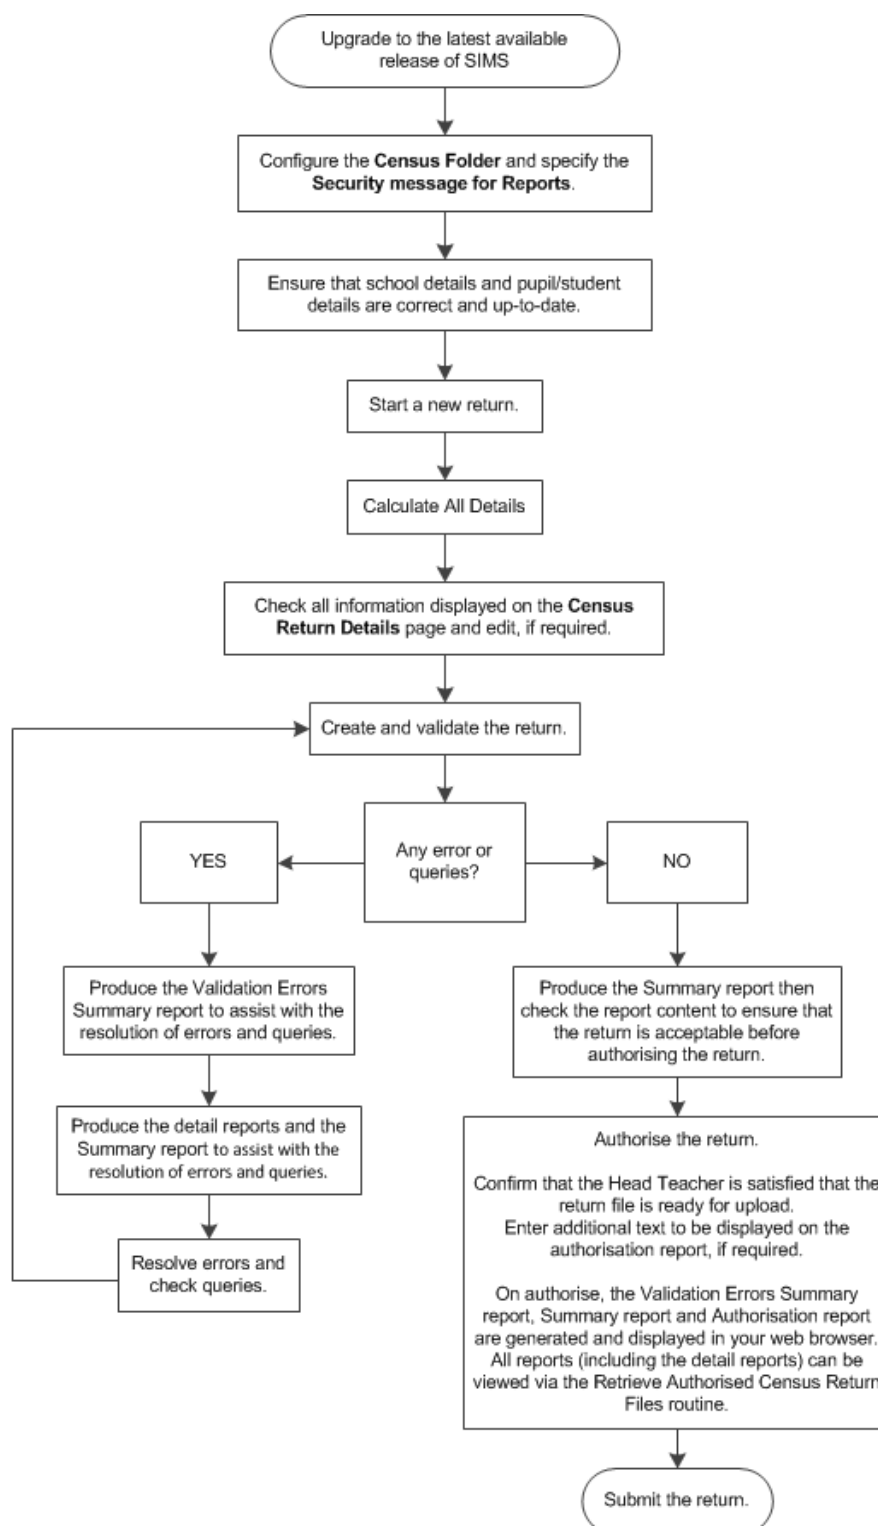 Upgrade to the latest available
release of SIMS
Configure the Census Folder and specify the
Security message for Reports.
Ensure that school details and pupil/student
details are correct and up-to-date.
Start a new return.
Calculate All Details
Check all information displayed on the Census
Return Details page and edit, if required.
Create and validate the return.
Any error or
queries?
YES
NO
Produce the Validation Errors
Summary report to assist with the
resolution of errors and queries.
Produce the detail reports and the
Summary report to assist with the
resolution of errors and queries.
Resolve errors and
check queries.
Produce the Summary report then
check the report content to ensure that
the return is acceptable before
authorising the return.
Authorise the return.
Confirm that the Head Teacher is satisfied that the
return file is ready for upload.
Enter additional text to be displayed on the
authorisation report, if required.
On authorise, the Validation Errors Summary
report, Summary report and Authorisation report
are generated and displayed in your web browser.
All reports (including the detail reports) can be
viewed via the Retrieve Authorised Census Return
Files routine.
Submit the return.